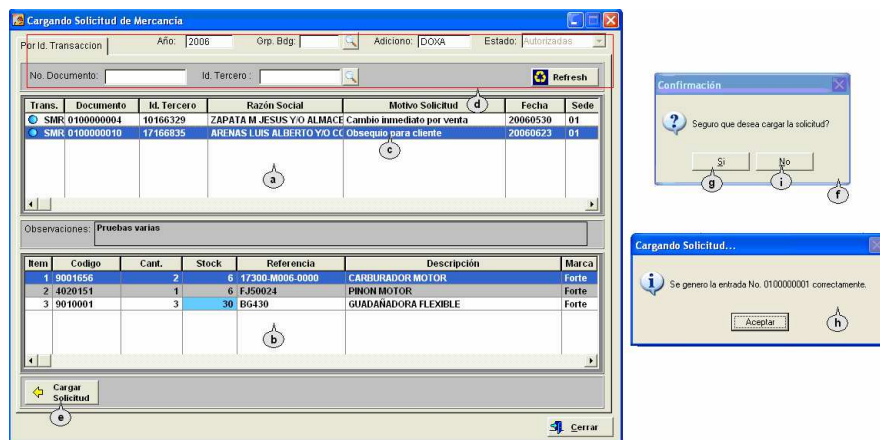 Cargando Solicitud de Mercancía
Por Id. Transaccion
Año: 2006 Grp. Bdg: Adiciono: DOXA Estado: Autorizadas
No. Documento: Id. Tercero : Refresh
d
Trans. Documento Id. Tercero Razón Social Motivo Solicitud Fecha Sede
SMR 0100000004 10166329 ZAPATA M JESUS Y/O ALMACE Cambio inmediato por venta 20060530 01
SMR 0100000010 17166835 ARENAS LUIS ALBERTO Y/O CC Obsequio para cliente 20060623 01
c
a
Observaciones: Pruebas varias
Item Codigo Cant. Stock Referencia Descripción Marca
1 9001656 2 6 17300-M006-0000 CARBURADOR MOTOR Forte
2 4020151 1 6 FJ50024 PINON MOTOR Forte
3 9010001 3 30 BG430 GUADAÑADORA FLEXIBLE Forte
b
Cargar
Solicitud
e
Cerrar
Confirmación
Seguro que desea cargar la solicitud?
Si No
g i f
Cargando Solicitud...
Se genero la entrada No. 0100000001 correctamente.
Aceptar
h